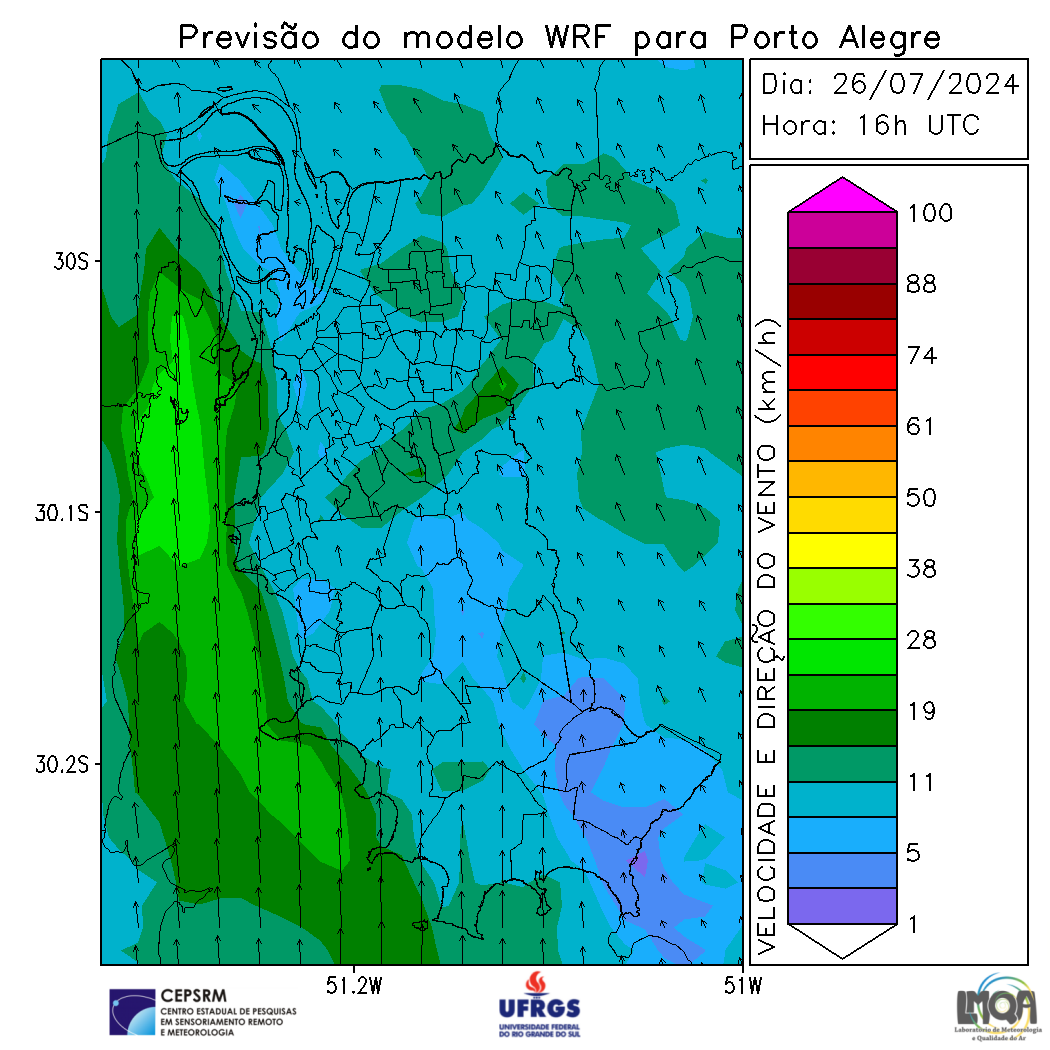 Previsão do modelo WRF para Porto Alegre
Dia: 26/07/2024
Hora: 16h UTC
30S
30.1S
30.2S
51.2W
51W
VELOCIDADE E DIREÇÃO DO VENTO (km/h)
100
88
74
61
50
38
28
19
11
5
1
CEPSRM
CENTRO ESTADUAL DE PESQUISAS
EM SENSORIAMENTO REMOTO
E METEOROLOGIA
UFRGS
UNIVERSIDADE FEDERAL
DO RIO GRANDE DO SUL
LMQA
Laboratório de Meteorologia
e Qualidade do Ar